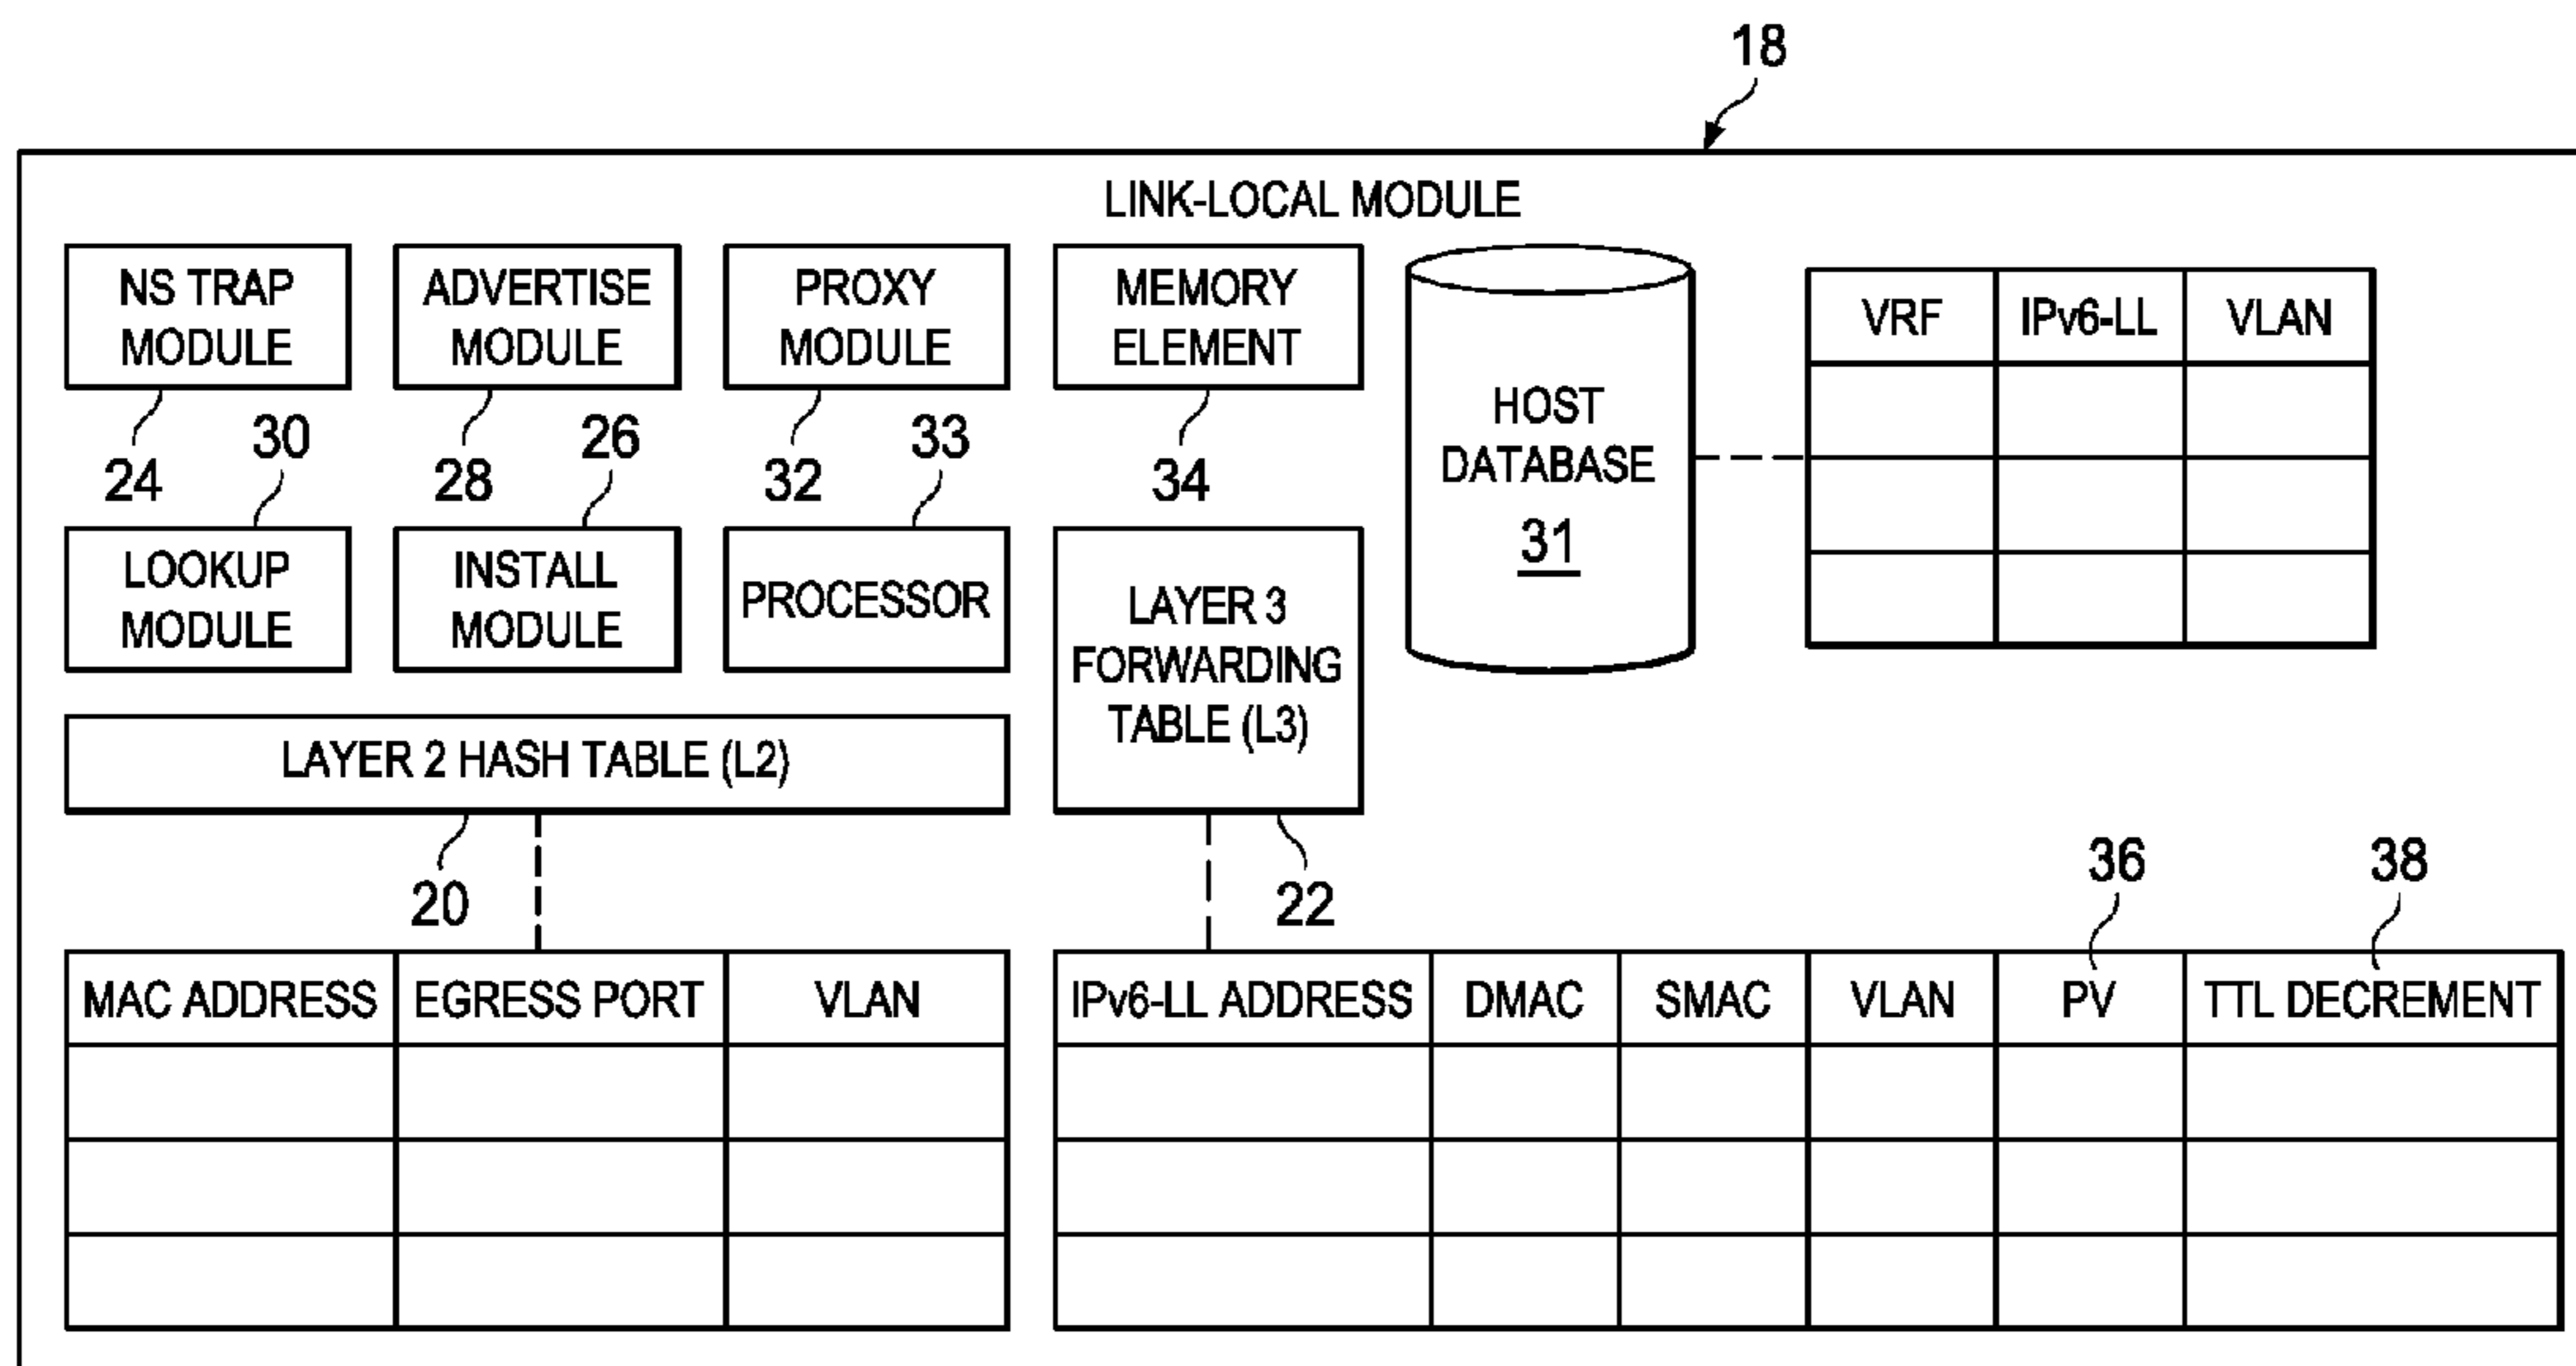 18
LINK-LOCAL MODULE
NS TRAP
MODULE
ADVERTISE
MODULE
PROXY
MODULE
MEMORY
ELEMENT
24
28
32
34
30
26
33
LOOKUP
MODULE
INSTALL
MODULE
PROCESSOR
LAYER 3
FORWARDING
TABLE (L3)
HOST
DATABASE
31
VRF IPv6-LL VLAN
LAYER 2 HASH TABLE (L2)
20
22
36
38
MAC ADDRESS EGRESS PORT VLAN
IPv6-LL ADDRESS DMAC SMAC VLAN PV TTL DECREMENT